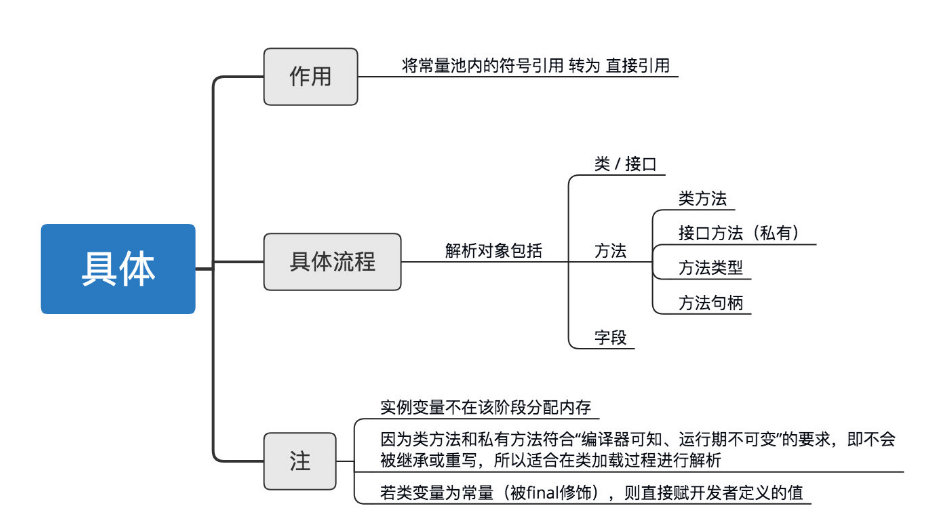 作用
将常量池内的符号引用 转为 直接引用
具体
具体流程
解析对象包括
类 / 接口
方法
类方法
接口方法（私有）
方法类型
方法句柄
字段
注
实例变量不在该阶段分配内存
因为类方法和私有方法符合“编译器可知、运行期不可变”的要求，即不会
被继承或重写，所以适合在类加载过程进行解析
若类变量为常量（被final修饰），则直接赋开发者定义的值